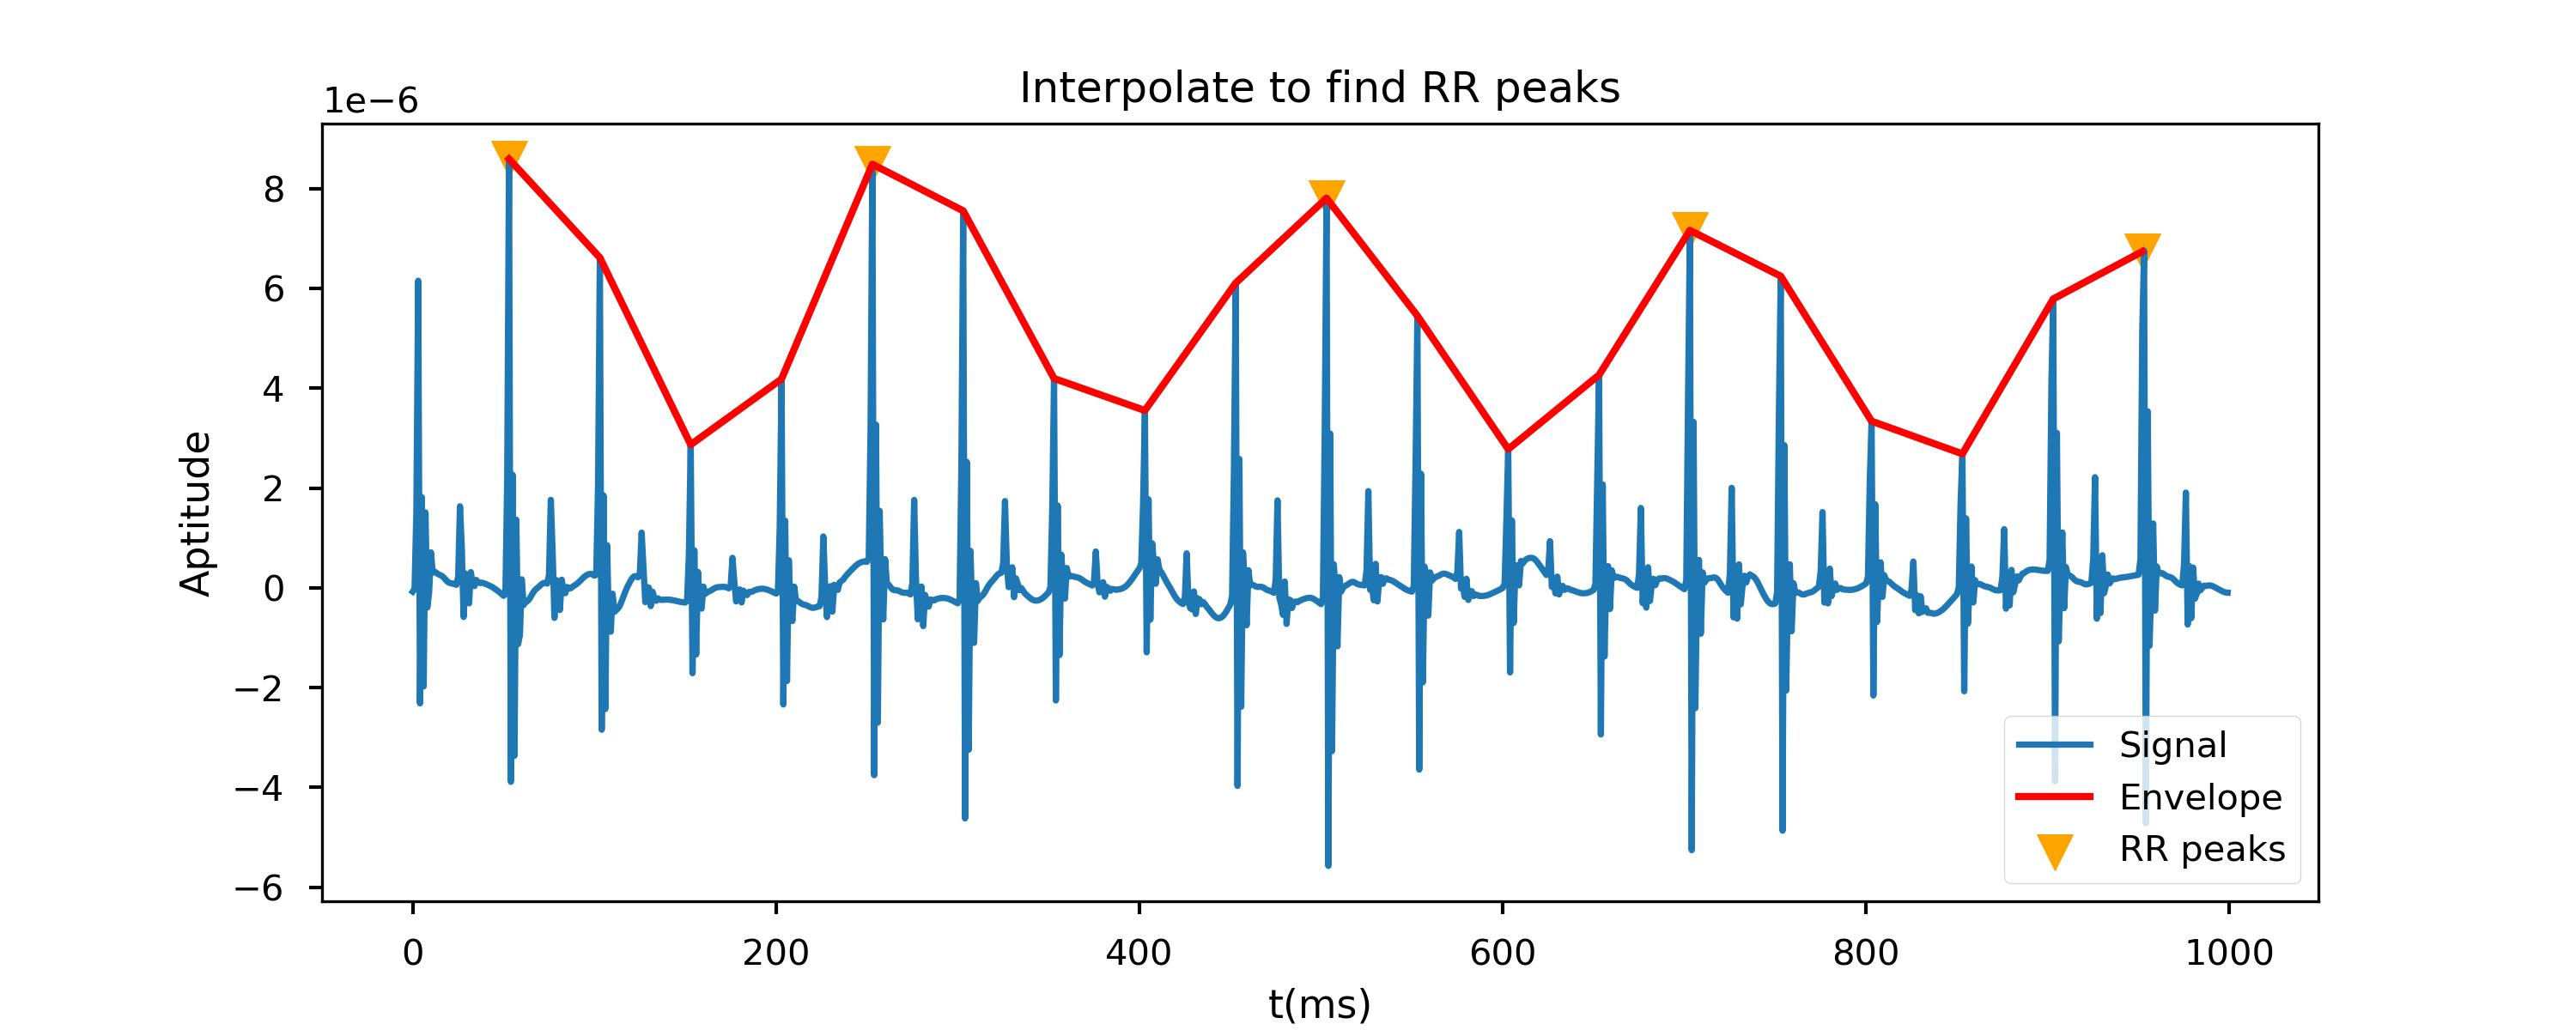 Interpolate to find RR peaks
1e−6
8
6
4
2
0
−2
−4
−6
Aptitude
0 200 400 600 800 1000
t(ms)
Signal
Envelope
RR peaks